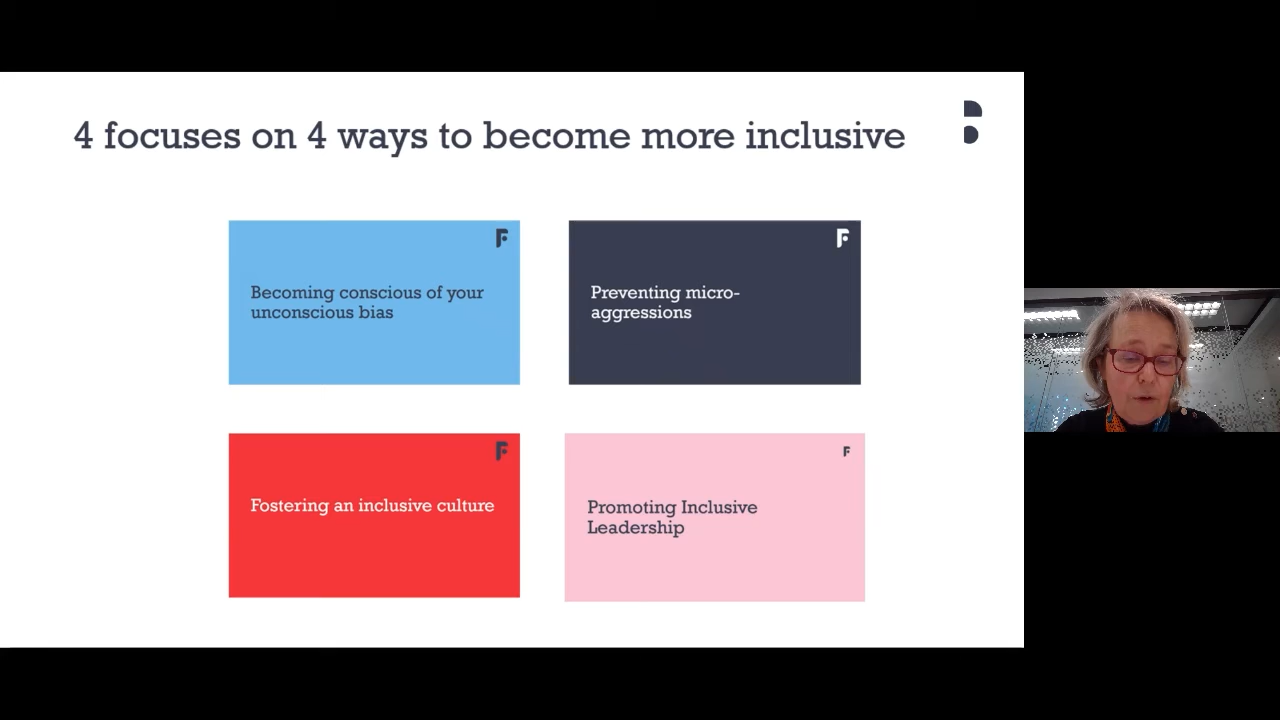 4 focuses on 4 ways to become more inclusive
F
Becoming conscious of your
unconscious bias
F
Preventing micro-
aggressions
F
Fostering an inclusive culture
F
Promoting Inclusive
Leadership